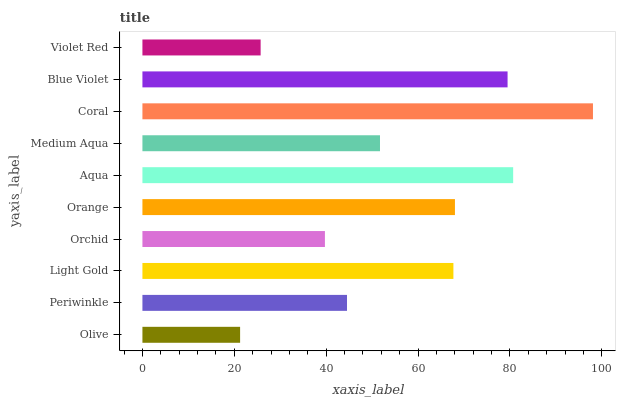 title
Violet Red
Blue Violet
Coral
Medium Aqua
Aqua
Orange
Orchid
Light Gold
Periwinkle
Olive
yaxis_label
0 20 40 60 80 100
xaxis_label